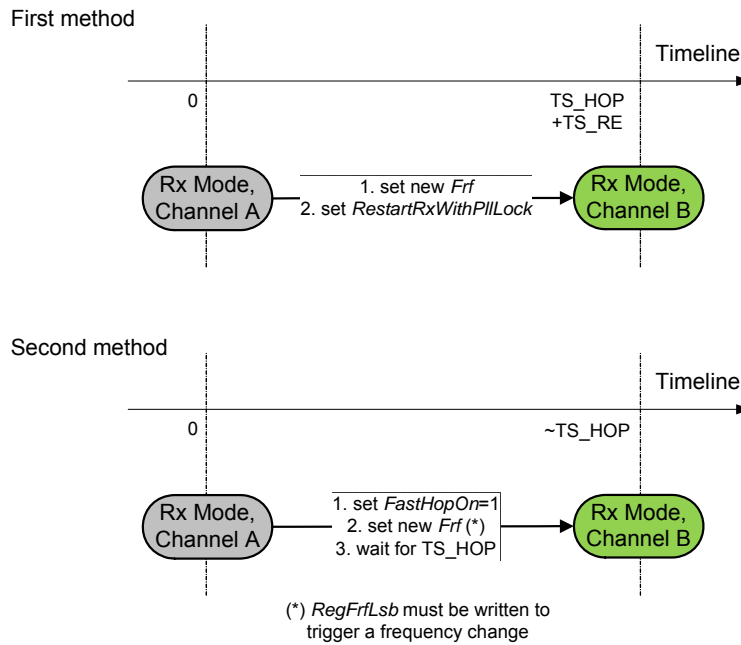 First method
Timeline
0
TS_HOP
+TS_RE
Rx Mode,
Channel A
1. set new Frf
2. set RestartRxWithPllLock
Rx Mode,
Channel B
Second method
Timeline
0
~TS_HOP
Rx Mode,
Channel A
1. set FastHopOn=1
2. set new Frf (*)
3. wait for TS_HOP
Rx Mode,
Channel B
(*) RegFrfLsb must be written to
trigger a frequency change